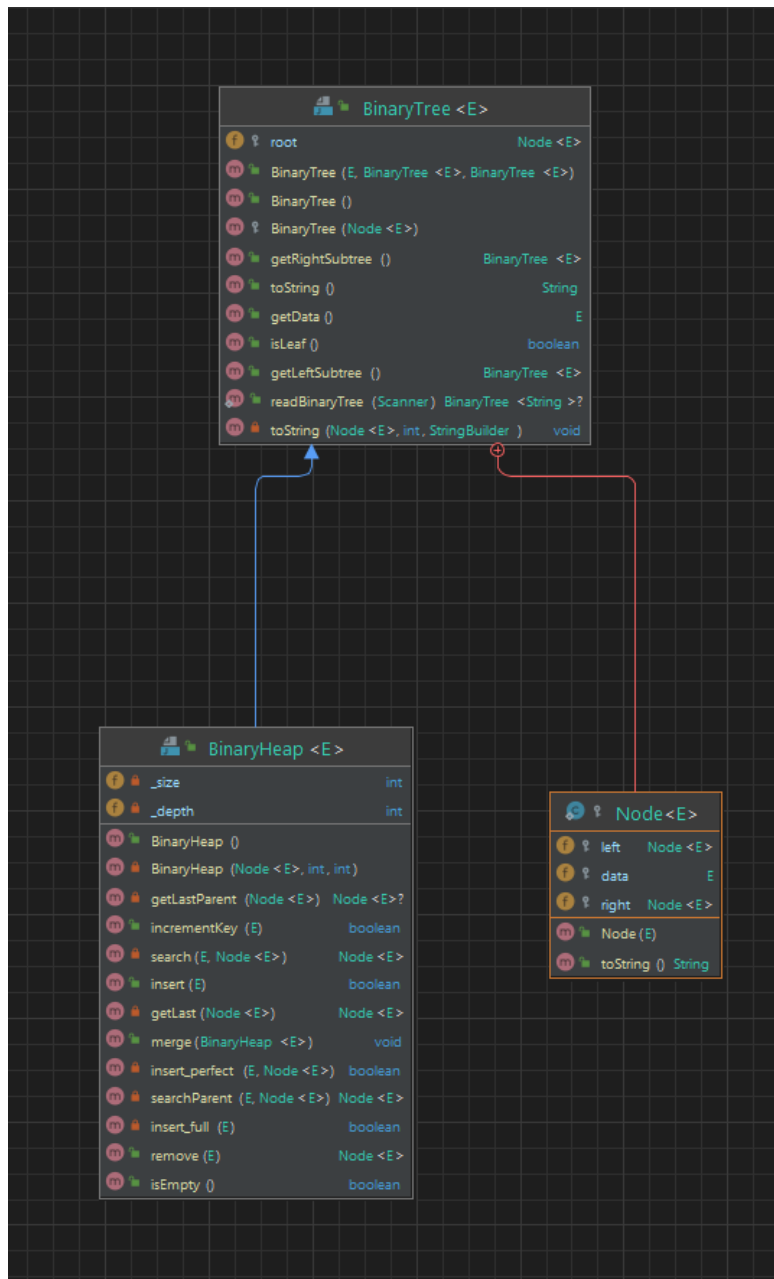 BinaryTree <E>
root Node <E>
BinaryTree (E, BinaryTree <E>, BinaryTree <E>)
BinaryTree ()
BinaryTree (Node <E>)
getRightSubtree () BinaryTree <E>
toString () String
getData () E
isLeaf () boolean
getLeftSubtree () BinaryTree <E>
readBinaryTree (Scanner) BinaryTree <String >?
toString (Node <E>, int, StringBuilder ) void
BinaryHeap <E>
_size int
_depth int
BinaryHeap ()
BinaryHeap (Node <E>, int, int)
getLastParent (Node <E>) Node <E>?
incrementKey (E) boolean
search (E, Node <E>) Node <E>
insert (E) boolean
getLast (Node <E>) Node <E>
merge (BinaryHeap <E>) void
insert_perfect (E, Node <E>) boolean
searchParent (E, Node <E>) Node <E>
insert_full (E) boolean
remove (E) Node <E>
isEmpty () boolean
Node<E>
left Node <E>
data E
right Node <E>
Node (E)
toString () String